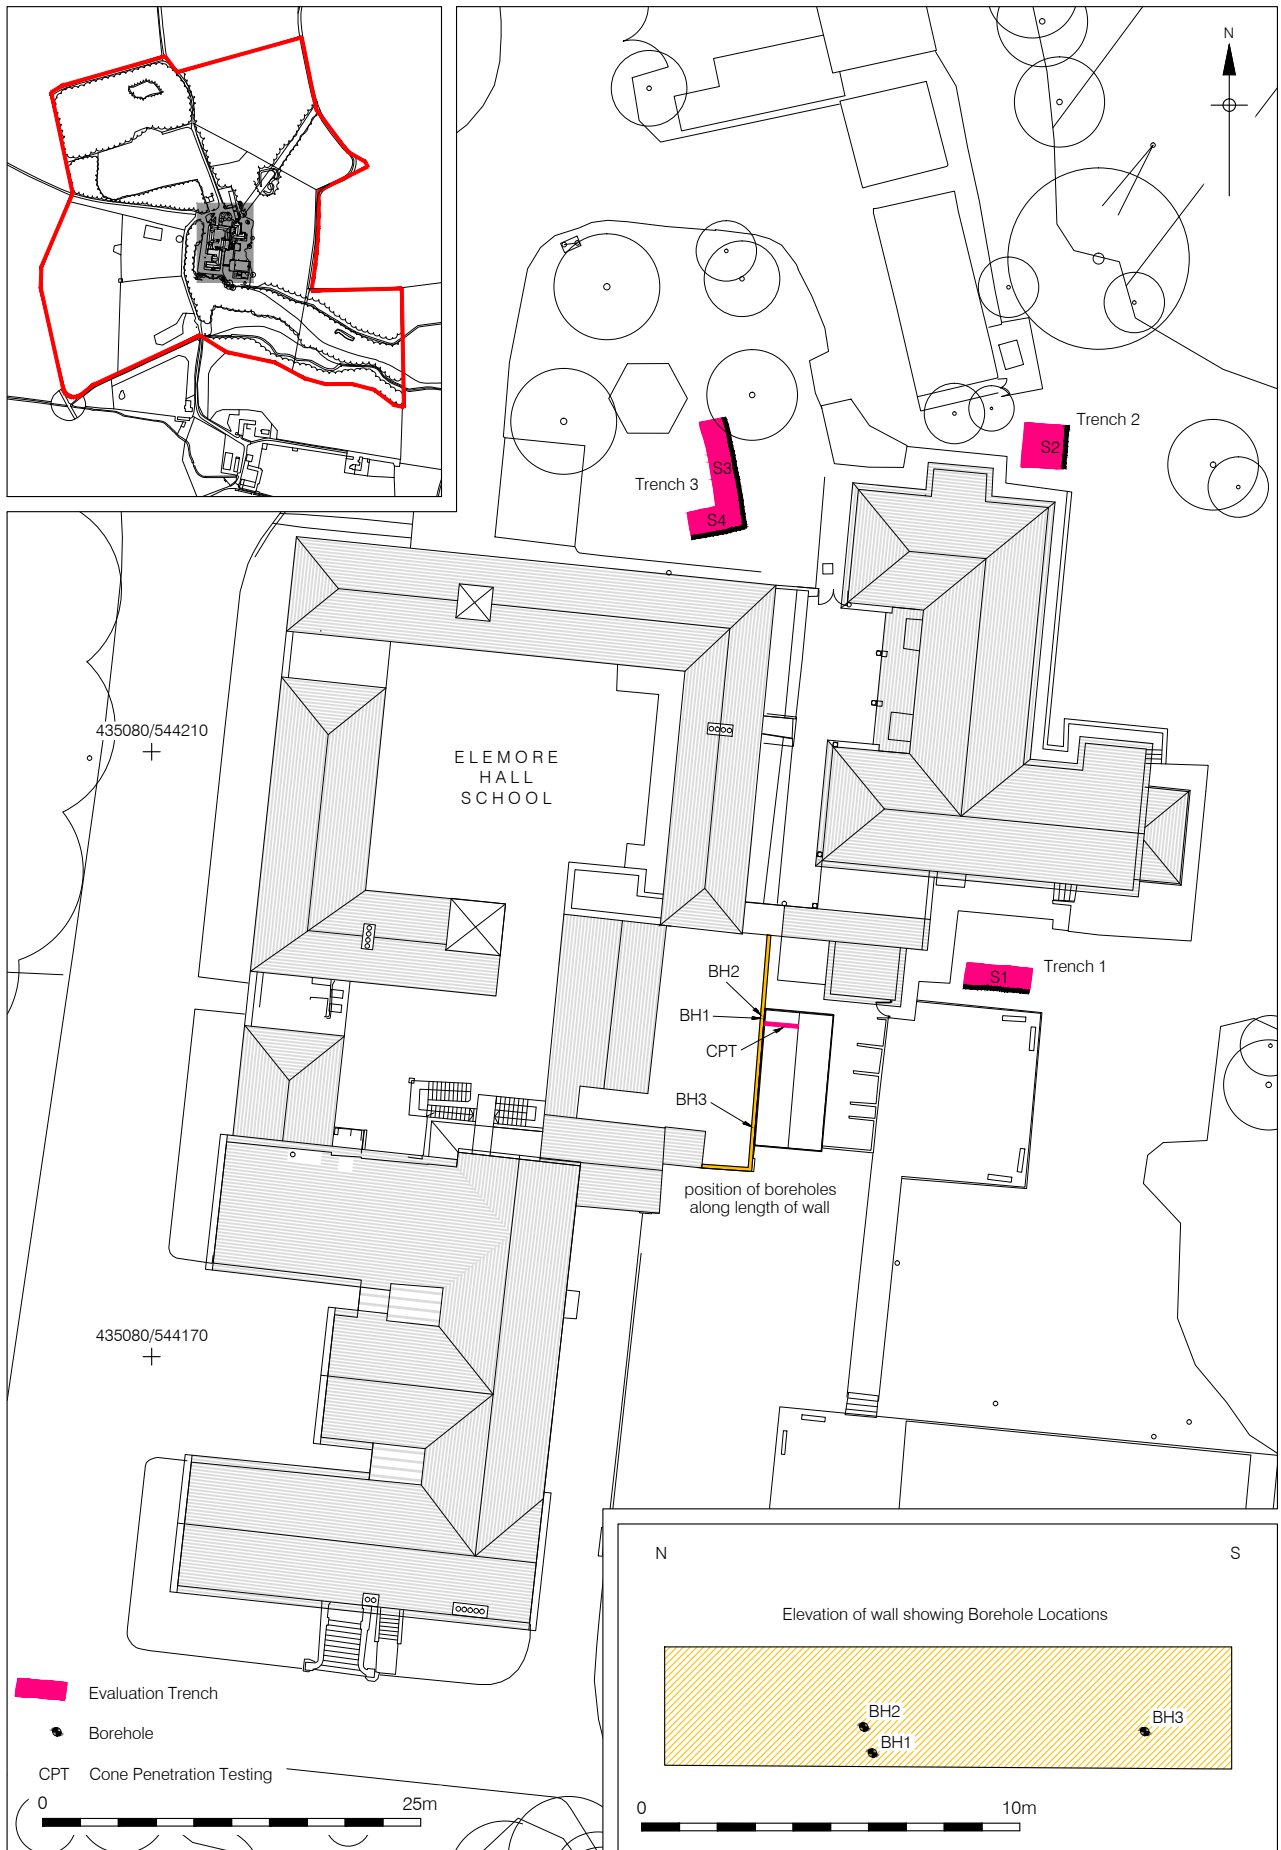 N
Trench 2
S2
S3
Trench 3
S4
435080/544210
ELEMORE
HALL
SCHOOL
Trench 1
S1
BH2
BH1
CPT
BH3
position of boreholes
along length of wall
435080/544170
N
S
Elevation of wall showing Borehole Locations
BH2
BH3
BH1
Evaluation Trench
Borehole
CPT Cone Penetration Testing
0 25m
0 10m